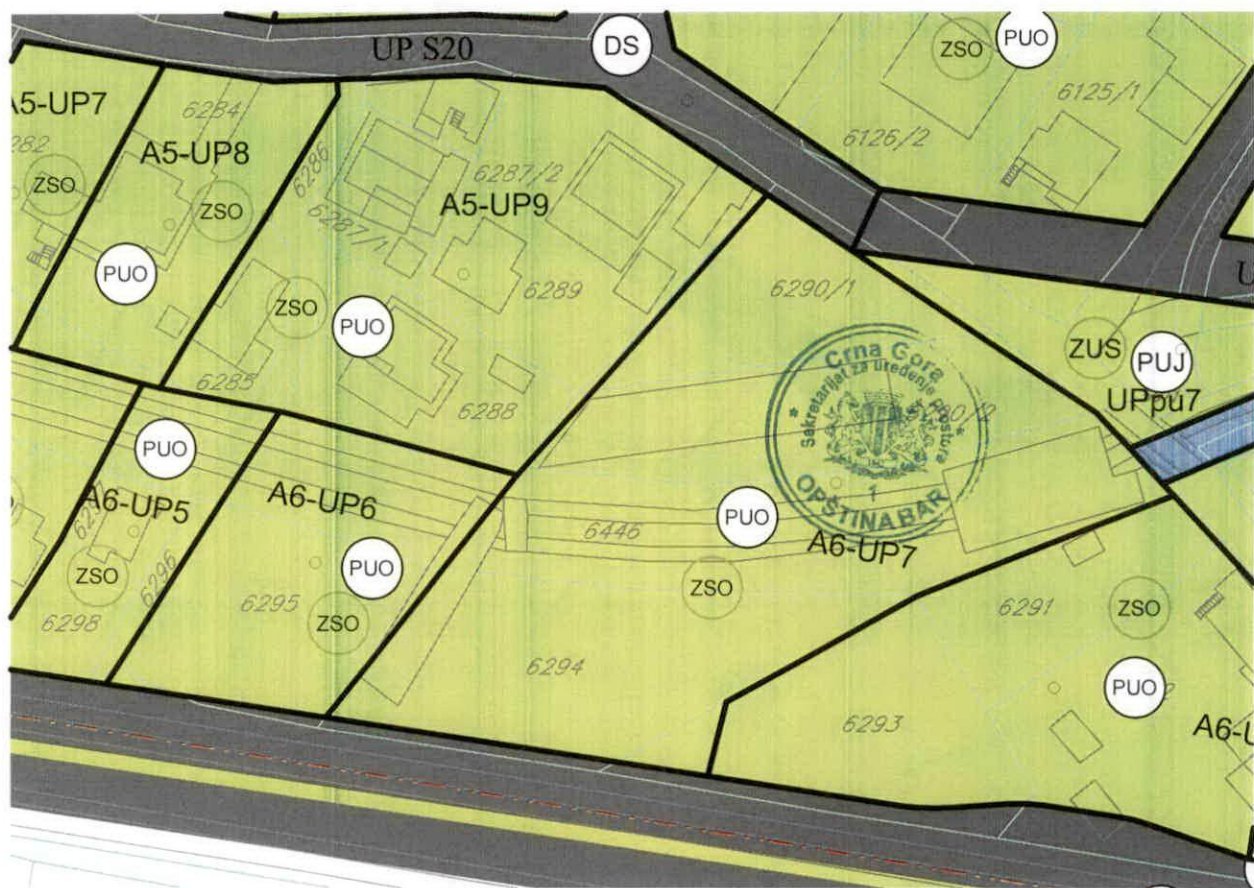 UP S20
DS
ZSO
PUO
6125/1
6126/2
A5-UP7
6284
A5-UP8
ZSO
ZSO
PUO
6286
6287/1
6287/2
A5-UP9
6289
ZSO
PUO
6285
6288
6290/1
ZUS
PUJ
UPpu7
Crna Gora
Sekretarijat za uređenje prostora
1
OPŠTINA BAR
PUO
A6-UP5
ZSO
6296
6298
A6-UP6
PUO
6295
ZSO
6446
PUO
A6-UP7
ZSO
6294
6291
ZSO
PUO
6293